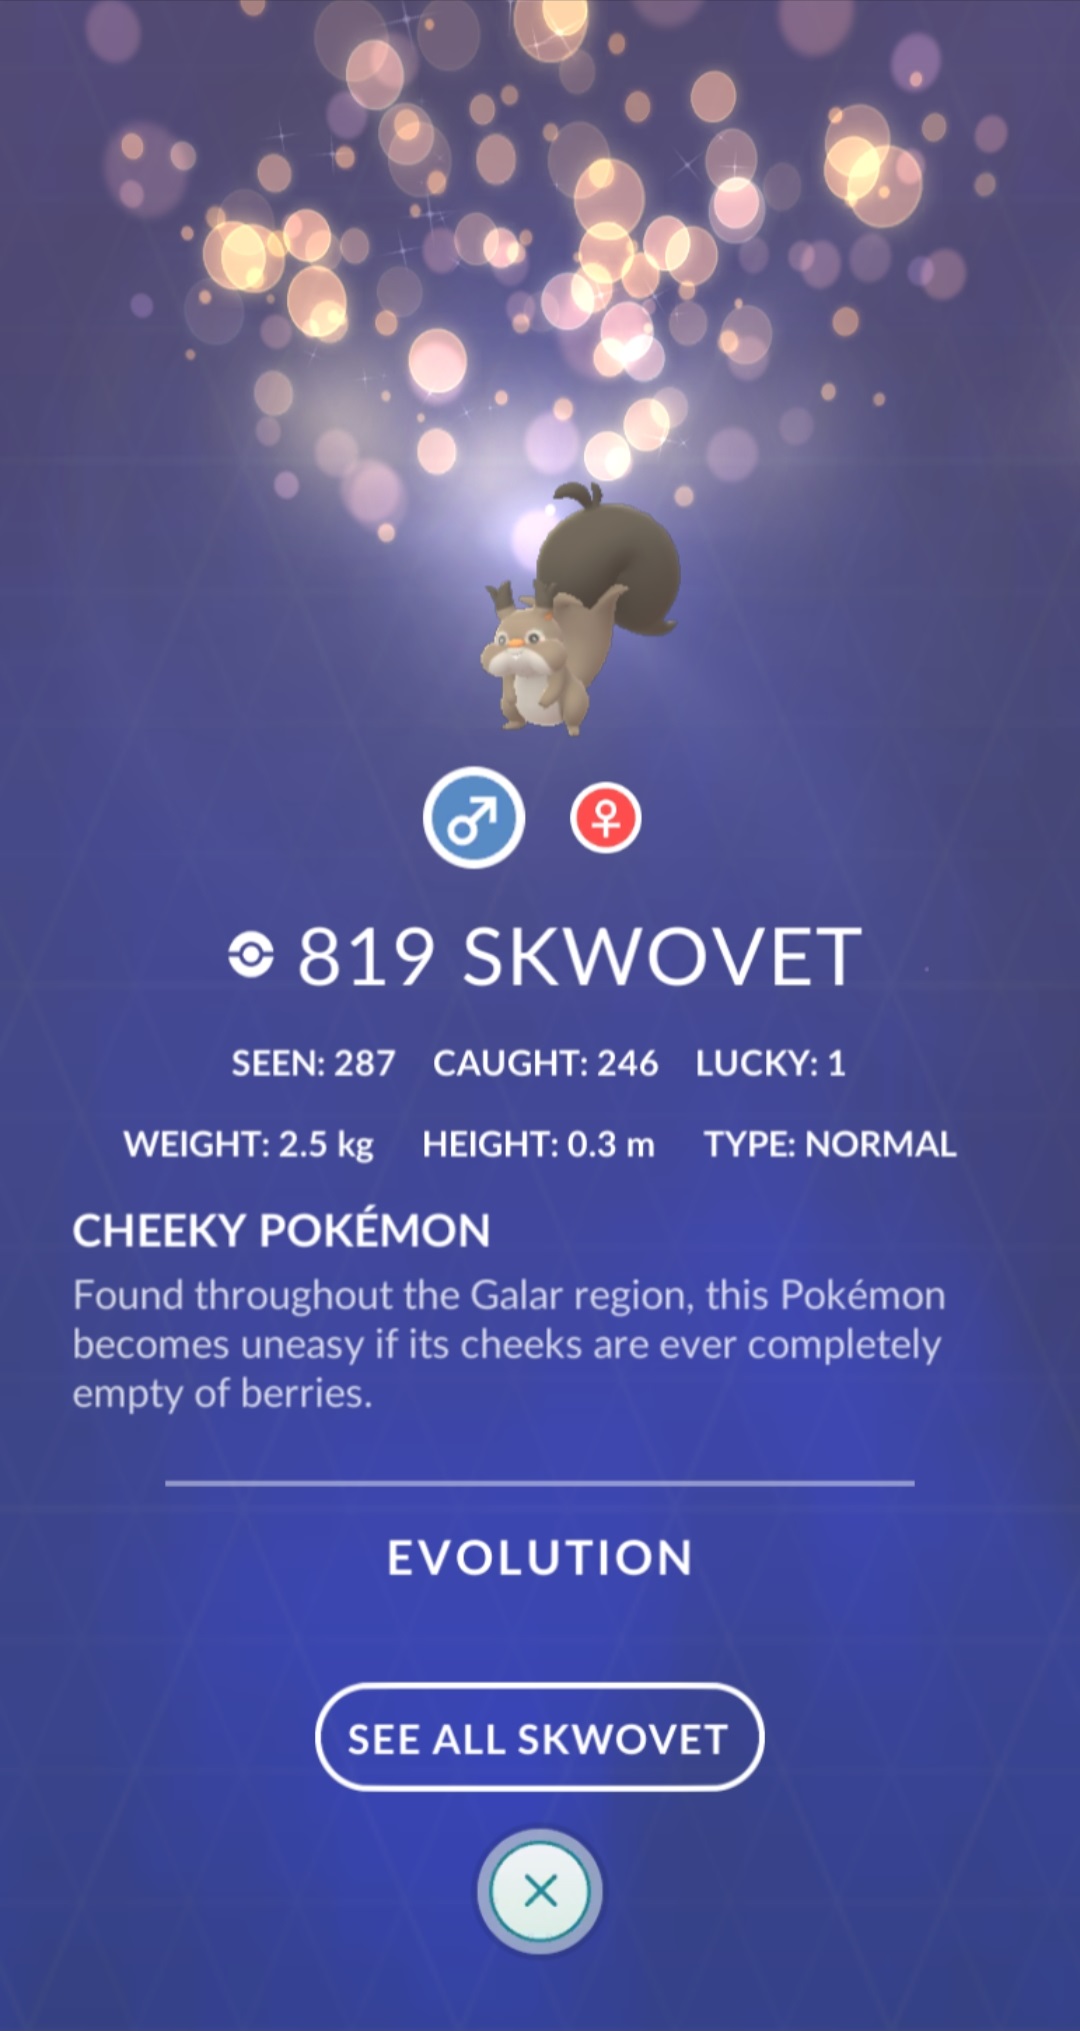 819 SKWOVET
SEEN: 287 CAUGHT: 246 LUCKY: 1
WEIGHT: 2.5 kg HEIGHT: 0.3 m TYPE: NORMAL
CHEEKY POKÉMON
Found throughout the Galar region, this Pokémon
becomes uneasy if its cheeks are ever completely
empty of berries.
EVOLUTION
SEE ALL SKWOVET